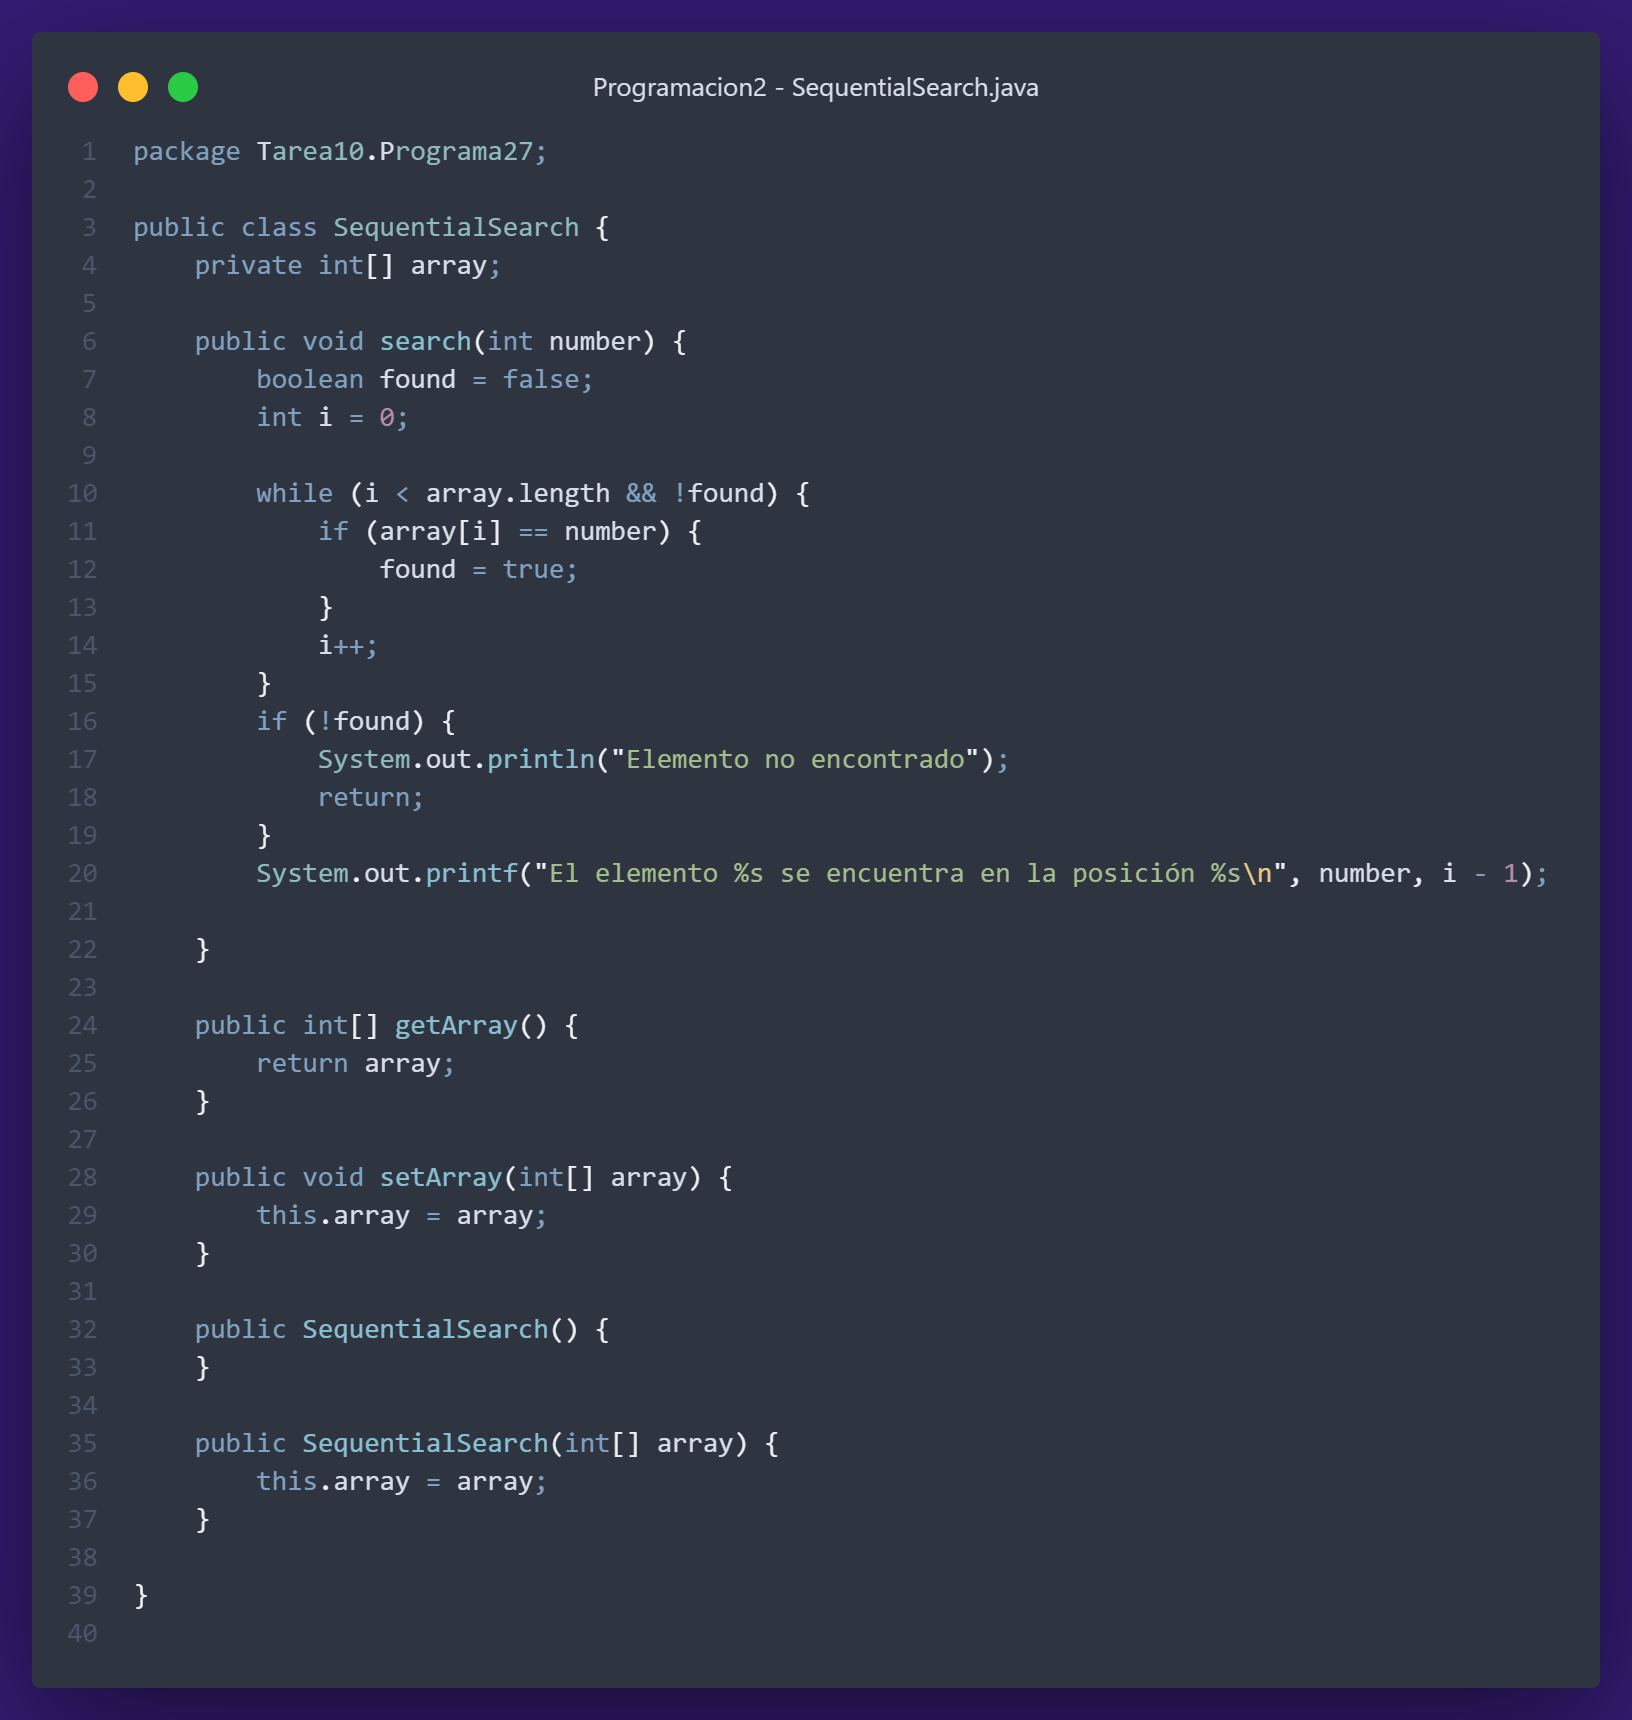 Programacion2 - SequentialSearch.java
1 package Tarea10.Programa27;
2
3 public class SequentialSearch {
4     private int[] array;
5
6     public void search(int number) {
7         boolean found = false;
8         int i = 0;
9
10         while (i < array.length && !found) {
11             if (array[i] == number) {
12                 found = true;
13             }
14             i++;
15         }
16         if (!found) {
17             System.out.println("Elemento no encontrado");
18             return;
19         }
20         System.out.printf("El elemento %s se encuentra en la posición %s\n", number, i - 1);
21
22     }
23
24     public int[] getArray() {
25         return array;
26     }
27
28     public void setArray(int[] array) {
29         this.array = array;
30     }
31
32     public SequentialSearch() {
33     }
34
35     public SequentialSearch(int[] array) {
36         this.array = array;
37     }
38
39 }
40